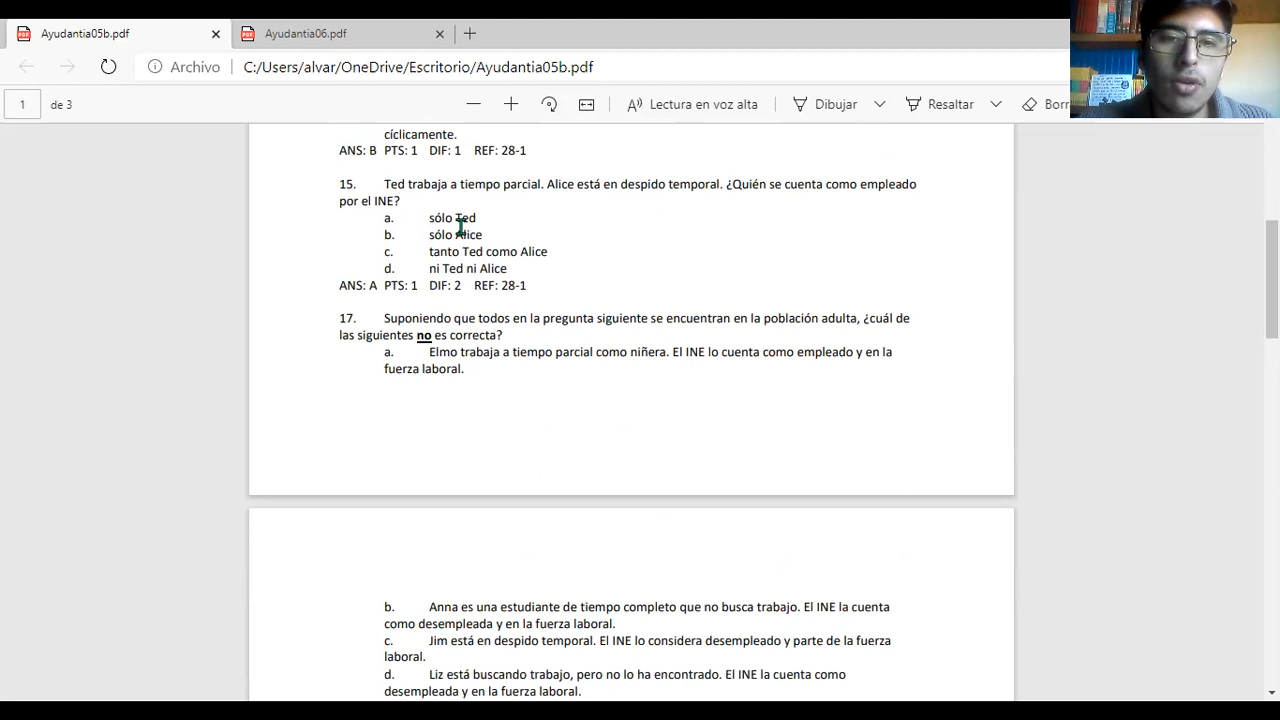 Ayudantia05b.pdf
Ayudantia06.pdf
Archivo
C:/Users/alvar/OneDrive/Escritorio/Ayudantia05b.pdf
1
de 3
Lectura en voz alta
Dibujar
Resaltar
Borr
cíclicamente.
ANS: B PTS: 1 DIF: 1 REF: 28-1
15. Ted trabaja a tiempo parcial. Alice está en despido temporal. ¿Quién se cuenta como empleado
por el INE?
a. sólo Ted
b. sólo Alice
c. tanto Ted como Alice
d. ni Ted ni Alice
ANS: A PTS: 1 DIF: 2 REF: 28-1
17. Suponiendo que todos en la pregunta siguiente se encuentran en la población adulta, ¿cuál de
las siguientes no es correcta?
a. Elmo trabaja a tiempo parcial como niñera. El INE lo cuenta como empleado y en la
fuerza laboral.
b. Anna es una estudiante de tiempo completo que no busca trabajo. El INE la cuenta
como desempleada y en la fuerza laboral.
c. Jim está en despido temporal. El INE lo considera desempleado y parte de la fuerza
laboral.
d. Liz está buscando trabajo, pero no lo ha encontrado. El INE la cuenta como
desempleada y en la fuerza laboral.